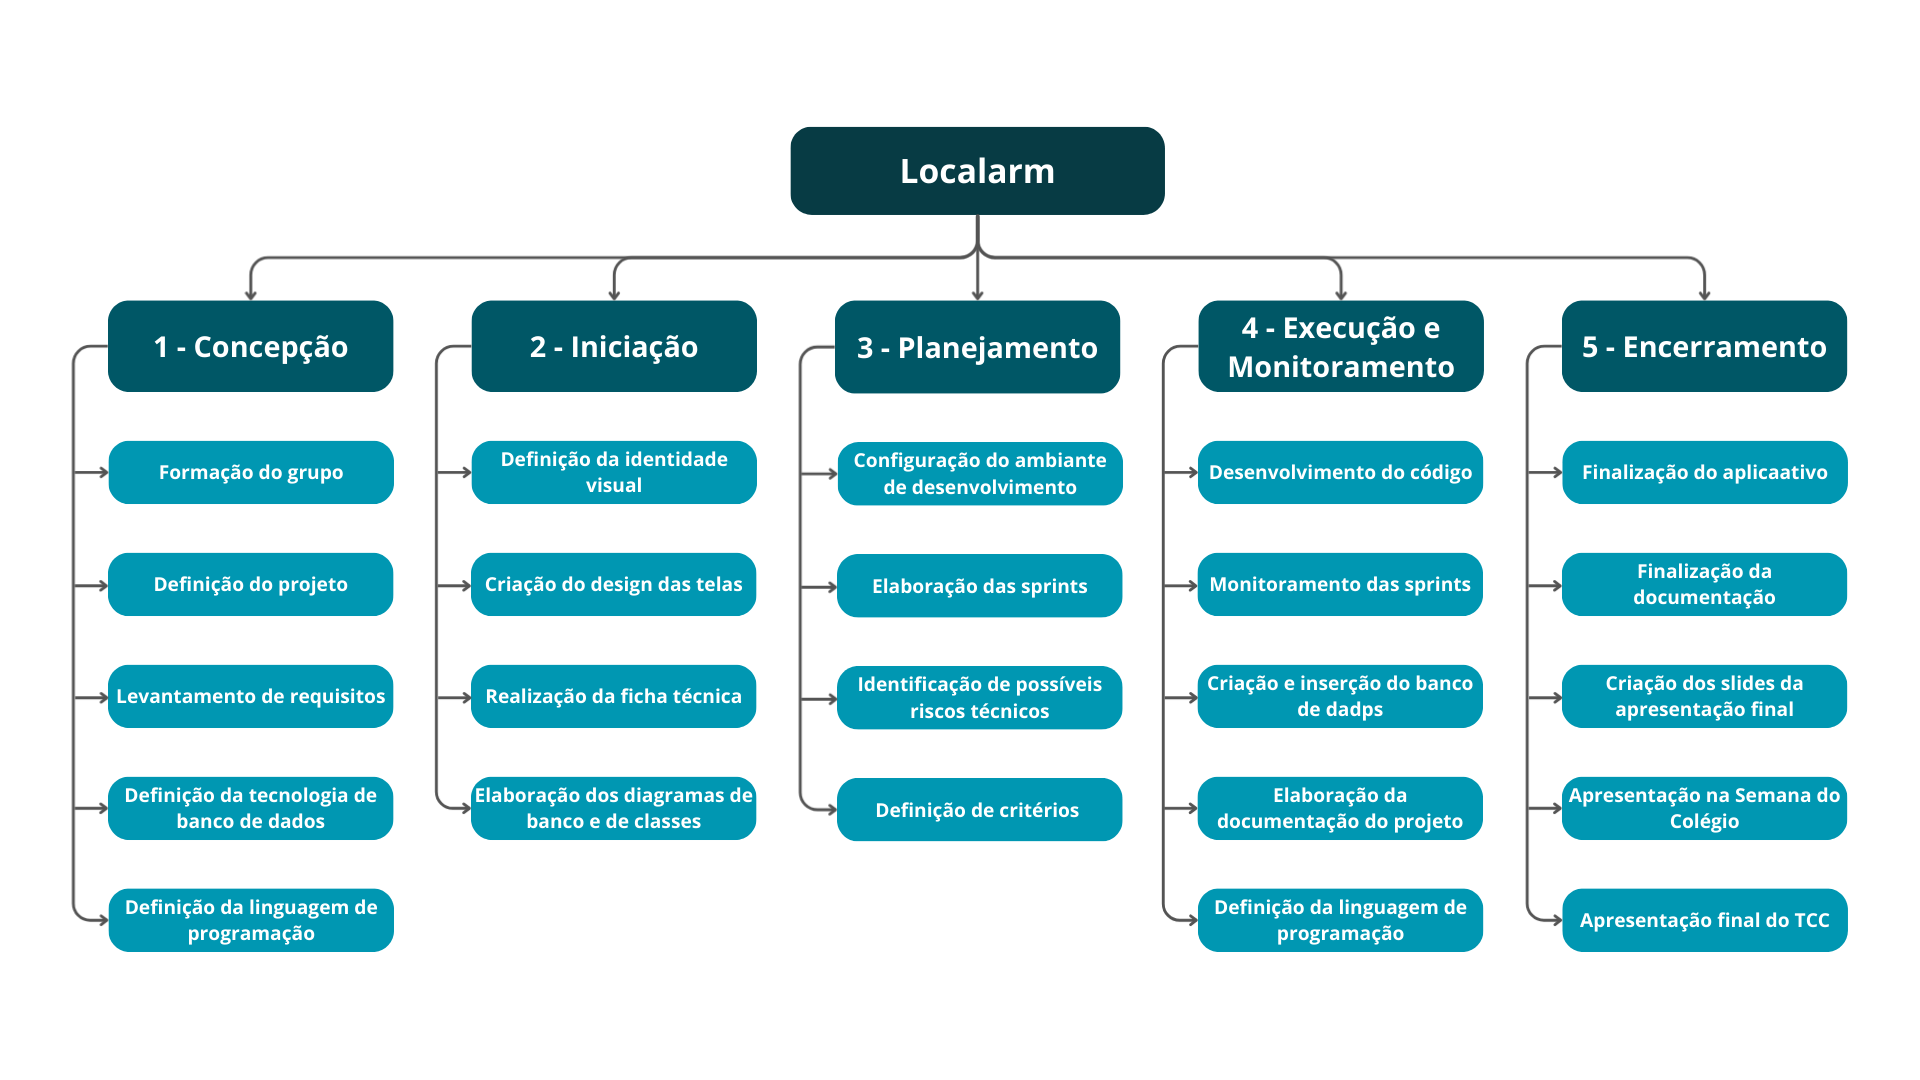 Localarm
1 - Concepção
Formação do grupo
Definição do projeto
Levantamento de requisitos
Definição da tecnologia de
banco de dados
Definição da linguagem de
programação
2 - Iniciação
Definição da identidade
visual
Criação do design das telas
Realização da ficha técnica
Elaboração dos diagramas de
banco e de classes
3 - Planejamento
Configuração do ambiante
de desenvolvimento
Elaboração das sprints
Identificação de possíveis
riscos técnicos
Definição de critérios
4 - Execução e
Monitoramento
Desenvolvimento do código
Monitoramento das sprints
Criação e inserção do banco
de dadps
Elaboração da
documentação do projeto
Definição da linguagem de
programação
5 - Encerramento
Finalização do aplicaativo
Finalização da
documentação
Criação dos slides da
apresentação final
Apresentação na Semana do
Colégio
Apresentação final do TCC